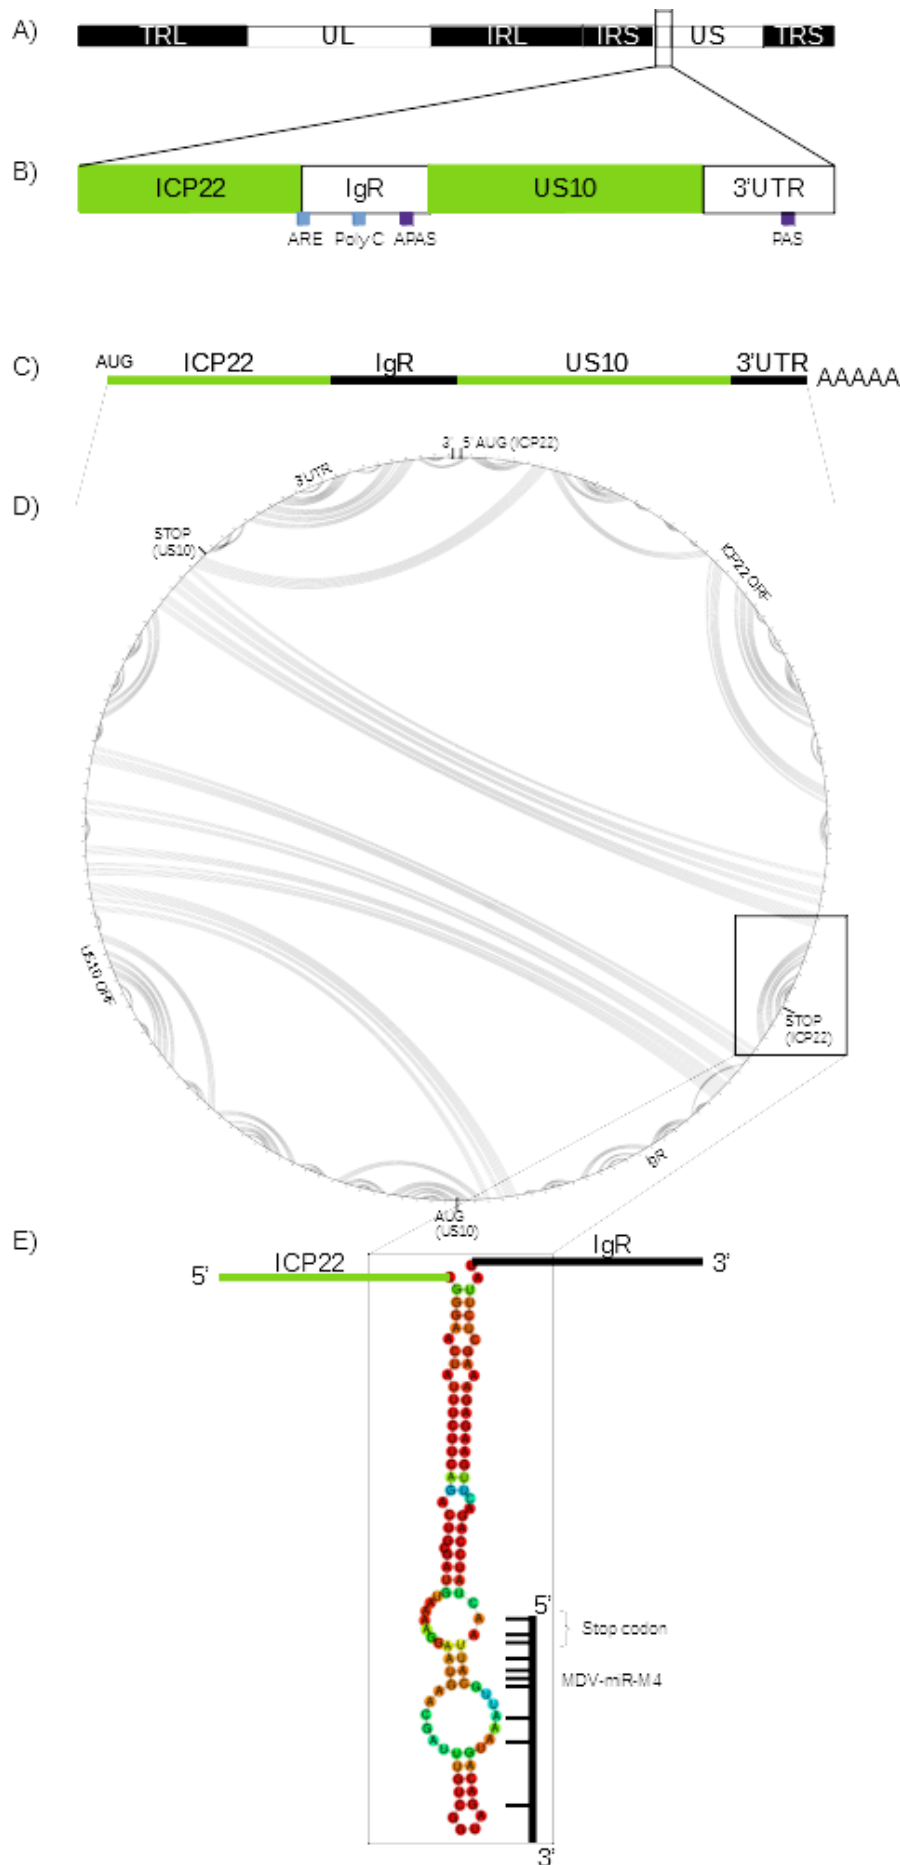 A)
TRL UL IRL IRS US TRS
B)
ICP22 IgR US10 3'UTR
ARE Poly C APAS PAS
C)
AUG ICP22 IgR US10 3'UTR
AAAAA
D)
3' 5' AUG (ICP22)
3'UTR
STOP
(US10)
ICP22 ORF
US10 ORF
STOP
(ICP22)
IgR
AUG
(US10)
E)
5' ICP22 IgR 3'
5'
Stop codon
MDV-miR-M4
3'